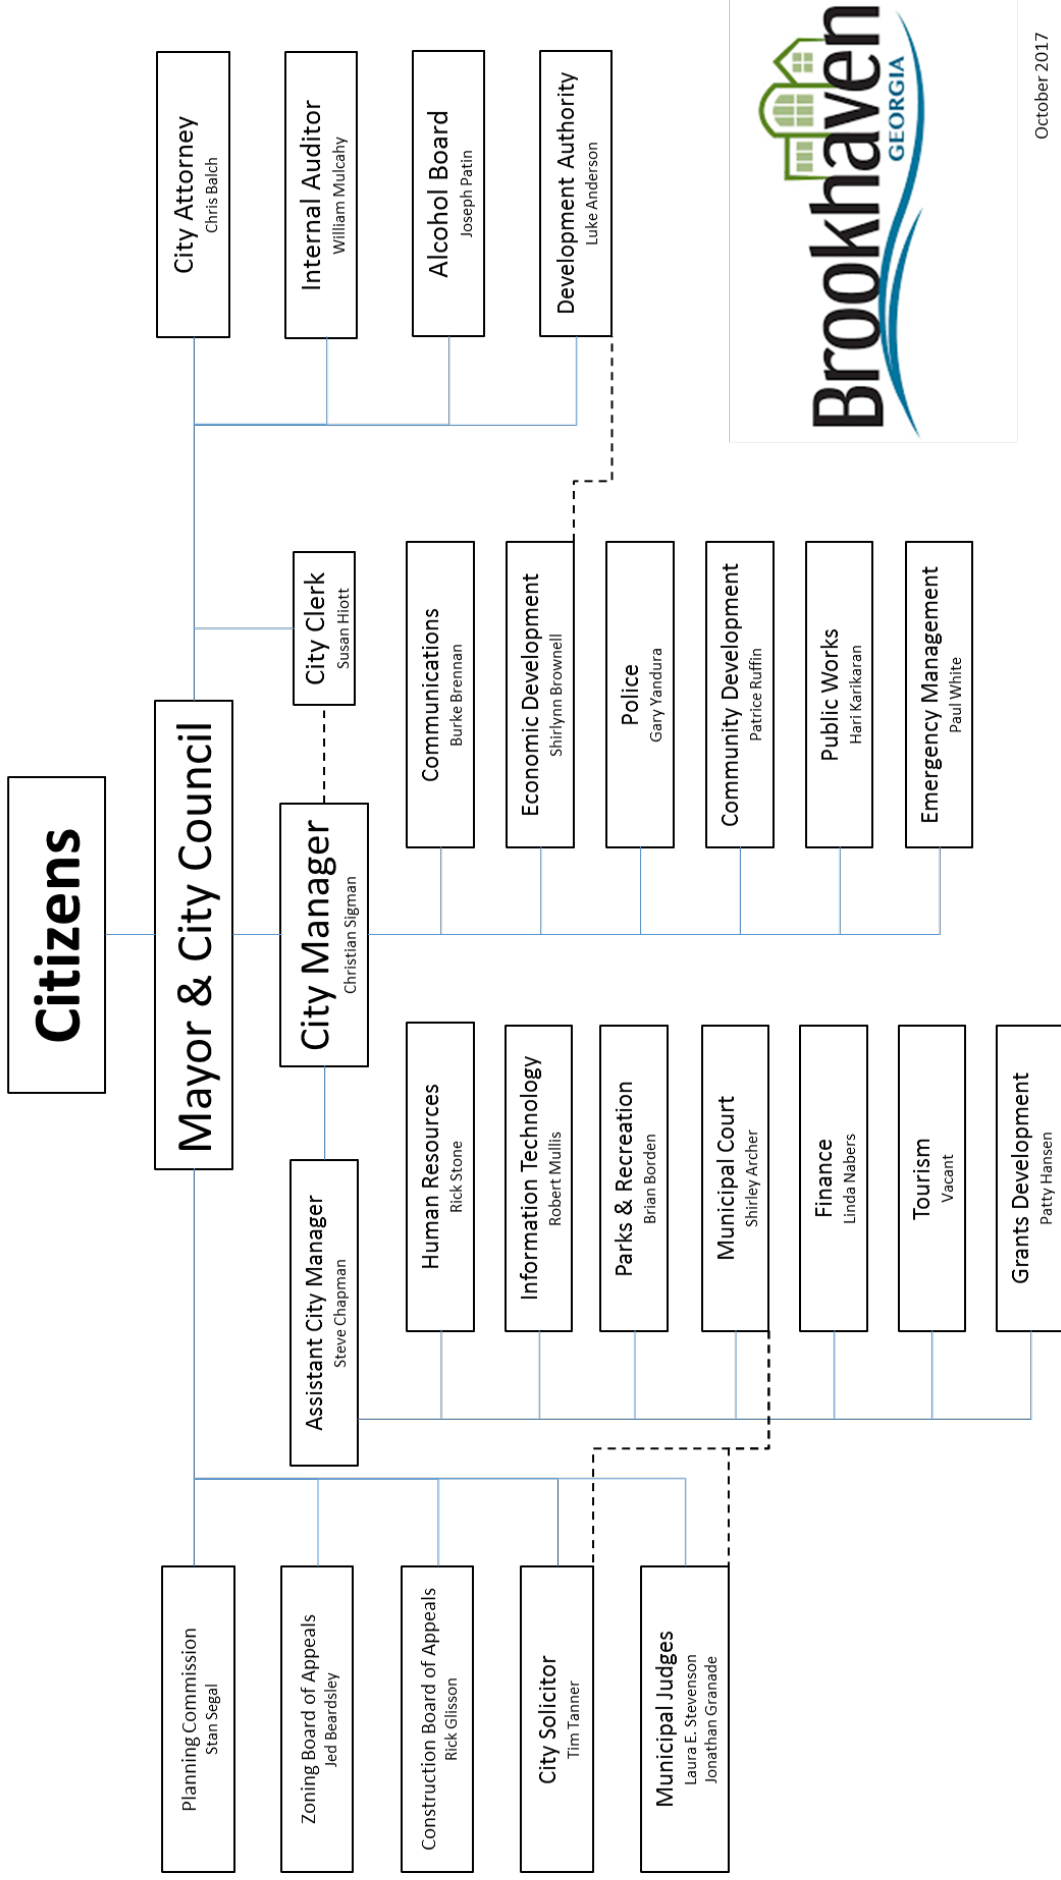 Citizens
Mayor & City Council
City Manager
Christian Sigman
City Clerk
Susan Hiott
Assistant City Manager
Steve Chapman
Planning Commission
Stan Segal
Zoning Board of Appeals
Jed Beardsley
Construction Board of Appeals
Rick Glisson
City Solicitor
Tim Tanner
Municipal Judges
Laura E. Stevenson
Jonathan Granade
Human Resources
Rick Stone
Information Technology
Robert Mullis
Parks & Recreation
Brian Borden
Municipal Court
Shirley Archer
Finance
Linda Nabers
Tourism
Vacant
Grants Development
Patty Hansen
Communications
Burke Brennan
Economic Development
Shirlynn Brownell
Police
Gary Yandura
Community Development
Patrice Ruffin
Public Works
Hari Karikaran
Emergency Management
Paul White
City Attorney
Chris Balch
Internal Auditor
William Mulcahy
Alcohol Board
Joseph Patin
Development Authority
Luke Anderson
Brookhaven
GEORGIA
October 2017